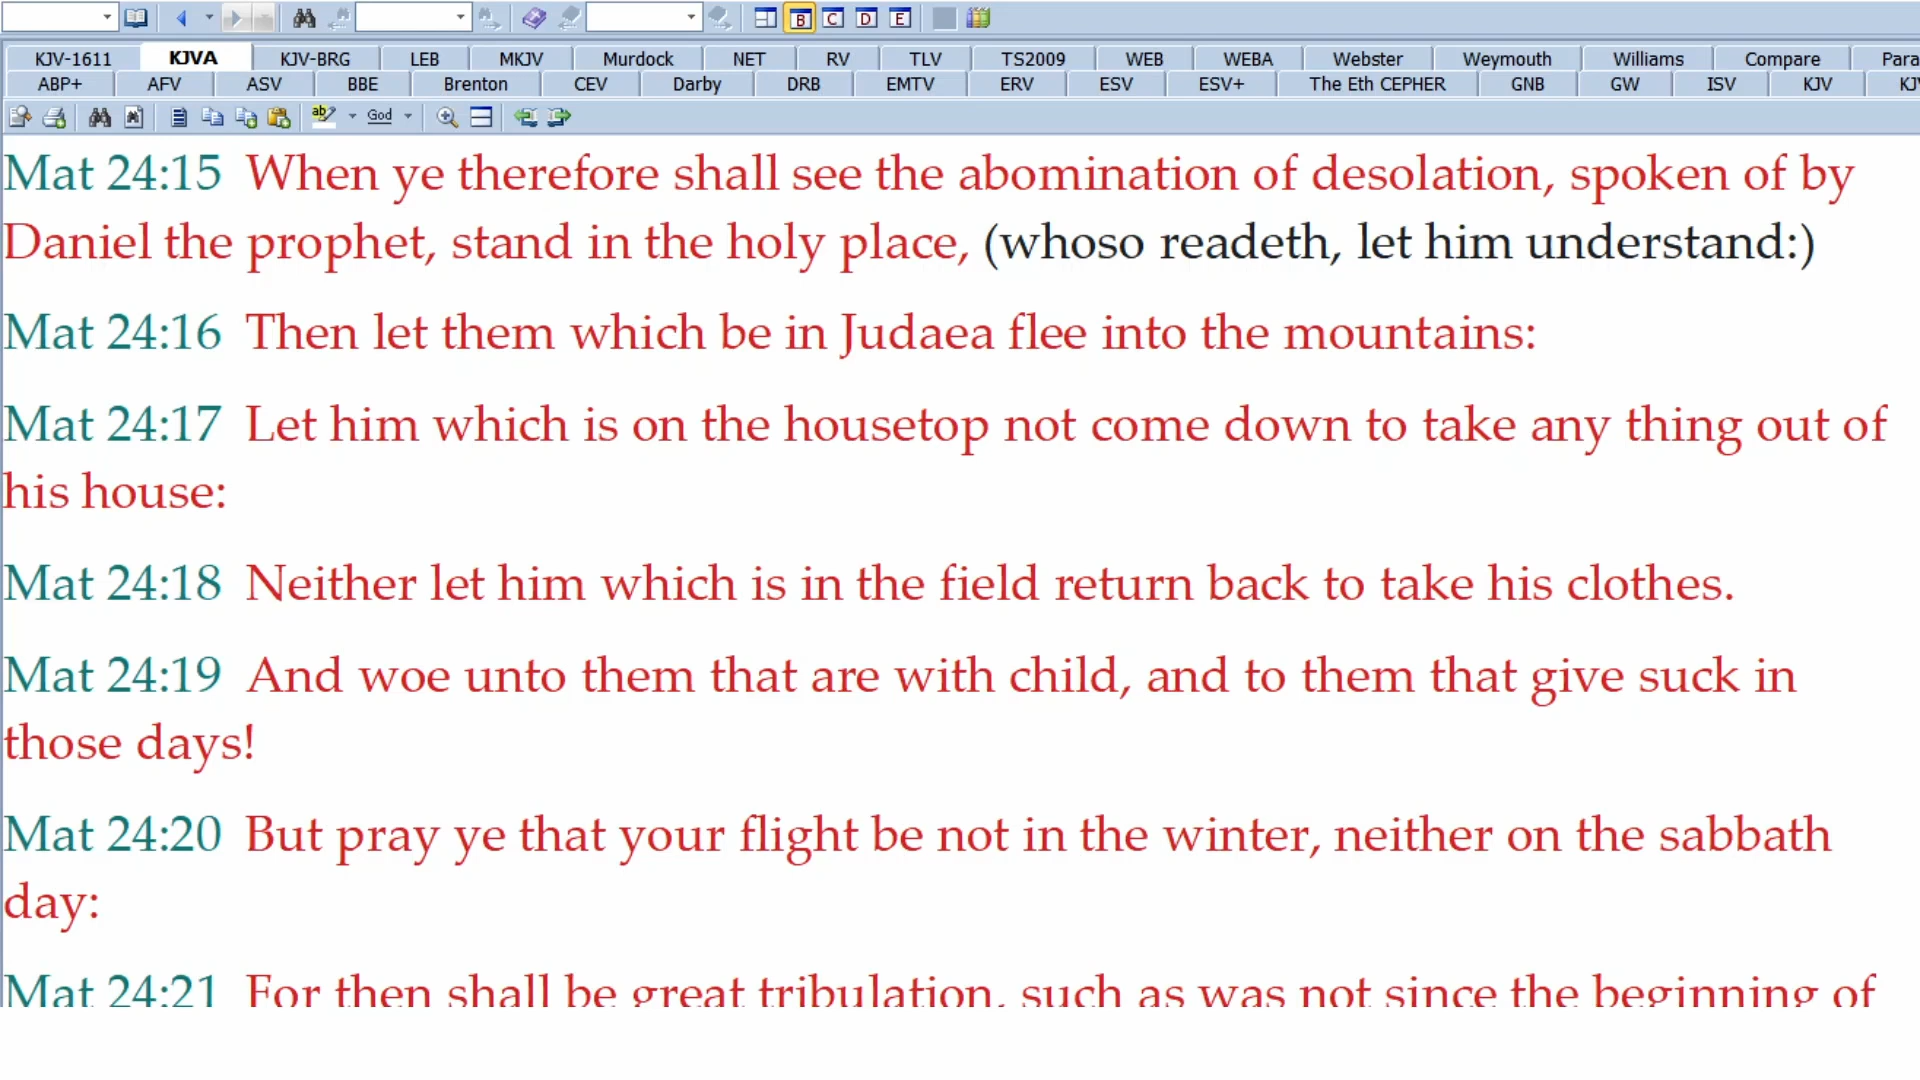 B C D E
KJV-1611 KJVA KJV-BRG LEB MKJV Murdock NET RV TLV TS2009 WEB WEBA Webster Weymouth Williams Compare Para
ABP+ AFV ASV BBE Brenton CEV Darby DRB EMTV ERV ESV ESV+ The Eth CEPHER GNB GW ISV KJV KJ
ab God
Mat 24:15 When ye therefore shall see the abomination of desolation, spoken of by
Daniel the prophet, stand in the holy place, (whoso readeth, let him understand:)
Mat 24:16 Then let them which be in Judaea flee into the mountains:
Mat 24:17 Let him which is on the housetop not come down to take any thing out of
his house:
Mat 24:18 Neither let him which is in the field return back to take his clothes.
Mat 24:19 And woe unto them that are with child, and to them that give suck in
those days!
Mat 24:20 But pray ye that your flight be not in the winter, neither on the sabbath
day:
Mat 24:21 For then shall be great tribulation, such as was not since the beginning of